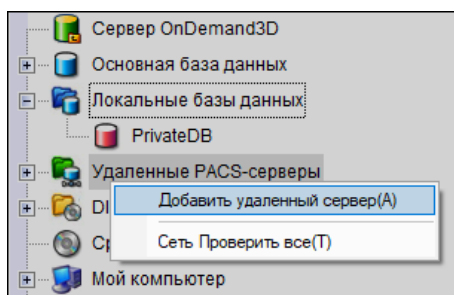 Сервер OnDemand3D
Основная база данных
Локальные базы данных
PrivateDB
Удаленные PACS-серверы
Добавить удаленный сервер(A)
Сеть Проверить все(T)
Мой компьютер